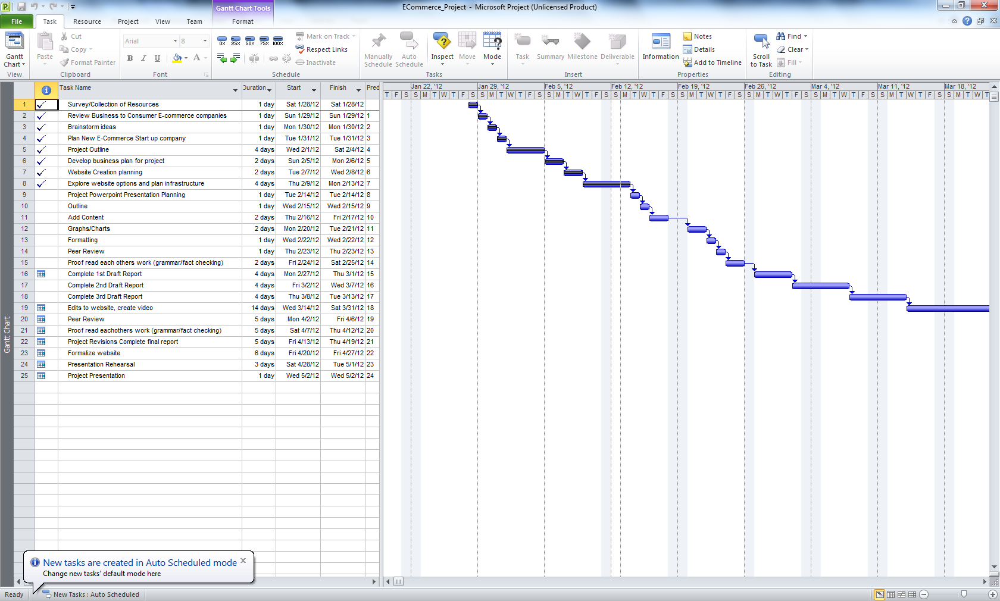 Gantt Chart Tools
ECommerce_Project - Microsoft Project (Unlicensed Product)
File Task Resource Project View Team Format
Gantt Chart
View
Paste
Cut
Copy
Format Painter
Clipboard
Arial 8
B I U A
Font
0% 25% 50% 75% 100%
Mark on Track
Respect Links
Inactivate
Schedule
Manually Schedule
Auto Schedule
Inspect Move Mode
Tasks
Task Summary Milestone Deliverable
Insert
Information
Notes
Details
Add to Timeline
Properties
Scroll to Task
Find
Clear
Fill
Editing
Task Name Duration Start Finish Pred
Jan 22, '12 Jan 29, '12 Feb 5, '12 Feb 12, '12 Feb 19, '12 Feb 26, '12 Mar 4, '12 Mar 11, '12 Mar 18, '12
T F S S M T W T F S S M T W T F S S M T W T F S S M T W T F S S M T W T F S S M T W T F S S M T W T F S S M T W T F S S M T W T
1 Survey/Collection of Resources 1 day Sat 1/28/12 Sat 1/28/12
2 Review Business to Consumer E-commerce companies 1 day Sun 1/29/12 Sun 1/29/12 1
3 Brainstorm ideas 1 day Mon 1/30/12 Mon 1/30/12 2
4 Plan New E-Commerce Start up company 1 day Tue 1/31/12 Tue 1/31/12 3
5 Project Outline 4 days Wed 2/1/12 Sat 2/4/12 4
6 Develop business plan for project 2 days Sun 2/5/12 Mon 2/6/12 5
7 Website Creation planning 2 days Tue 2/7/12 Wed 2/8/12 6
8 Explore website options and plan infrastructure 4 days Thu 2/9/12 Mon 2/13/12 7
9 Project Powerpoint Presentation Planning 1 day Tue 2/14/12 Tue 2/14/12 8
10 Outline 1 day Wed 2/15/12 Wed 2/15/12 9
11 Add Content 2 days Thu 2/16/12 Fri 2/17/12 10
12 Graphs/Charts 2 days Mon 2/20/12 Tue 2/21/12 11
13 Formatting 1 day Wed 2/22/12 Wed 2/22/12 12
14 Peer Review 1 day Thu 2/23/12 Thu 2/23/12 13
15 Proof read each others work (grammar/fact checking) 2 days Fri 2/24/12 Sat 2/25/12 14
16 Complete 1st Draft Report 4 days Mon 2/27/12 Thu 3/1/12 15
17 Complete 2nd Draft Report 4 days Fri 3/2/12 Wed 3/7/12 16
18 Complete 3rd Draft Report 4 days Thu 3/8/12 Tue 3/13/12 17
19 Edits to website, create video 14 days Wed 3/14/12 Sat 3/31/12 18
20 Peer Review 5 days Mon 4/2/12 Fri 4/6/12 19
21 Proof read eachothers work (grammar/fact checking) 5 days Sat 4/7/12 Thu 4/12/12 20
22 Project Revisions Complete final report 5 days Fri 4/13/12 Thu 4/19/12 21
23 Formalize website 6 days Fri 4/20/12 Fri 4/27/12 22
24 Presentation Rehearsal 3 days Sat 4/28/12 Tue 5/1/12 23
25 Project Presentation 1 day Wed 5/2/12 Wed 5/2/12 24
Gantt Chart
New tasks are created in Auto Scheduled mode
Change new tasks' default mode here
Ready New Tasks : Auto Scheduled